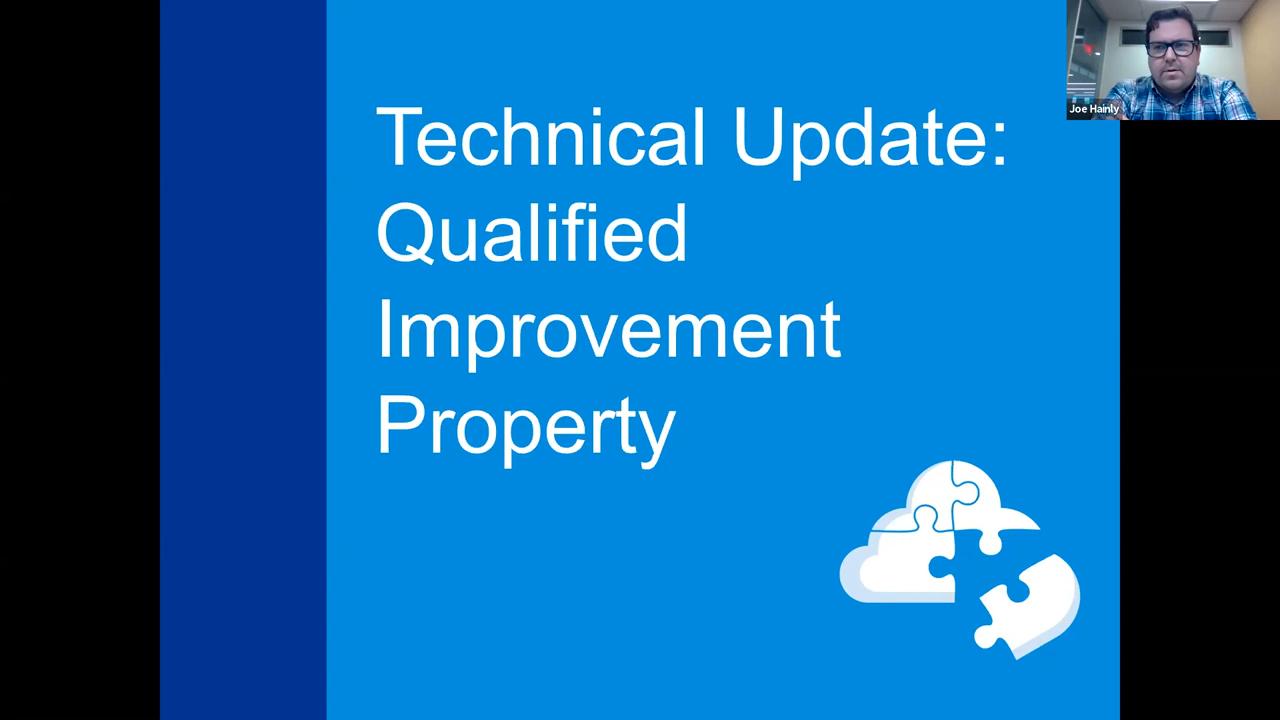 Technical Update:
Qualified
Improvement
Property
Joe Hainly